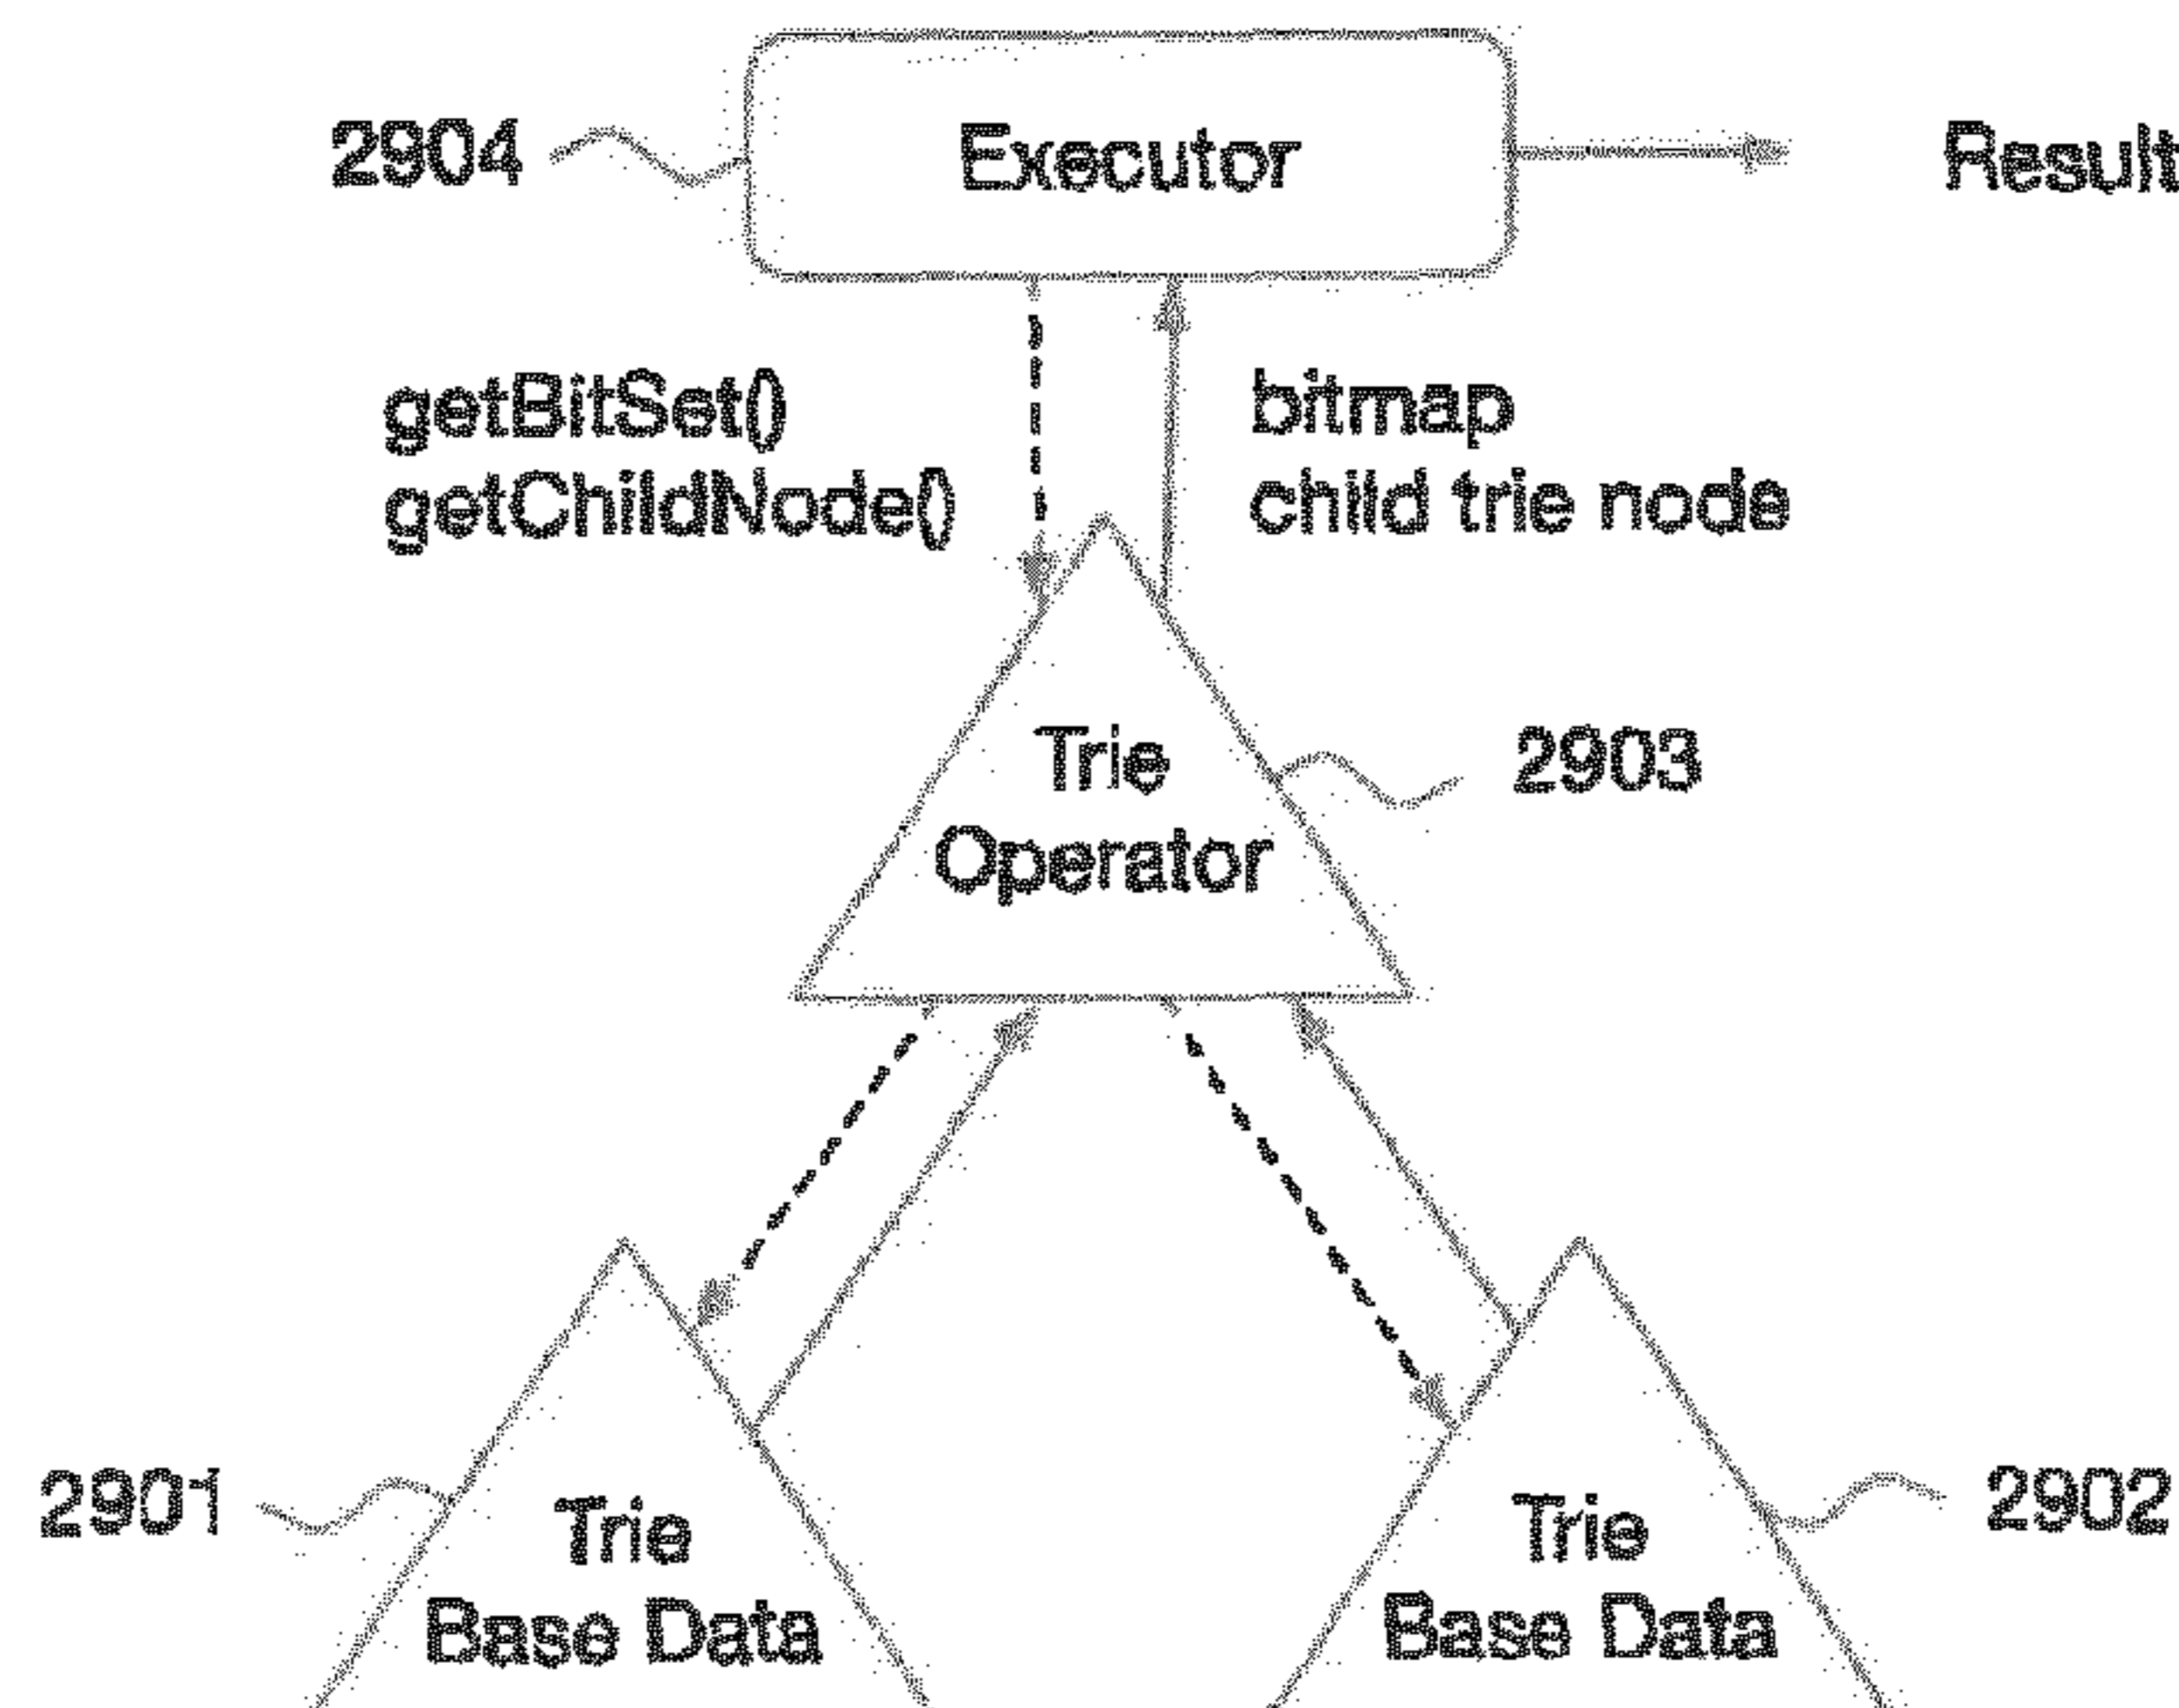 2904
Executor
Result
getBitSet()
getChildNode()
bitmap
child trie node
Trie
Operator
2903
2901
Trie
Base Data
Trie
Base Data
2902